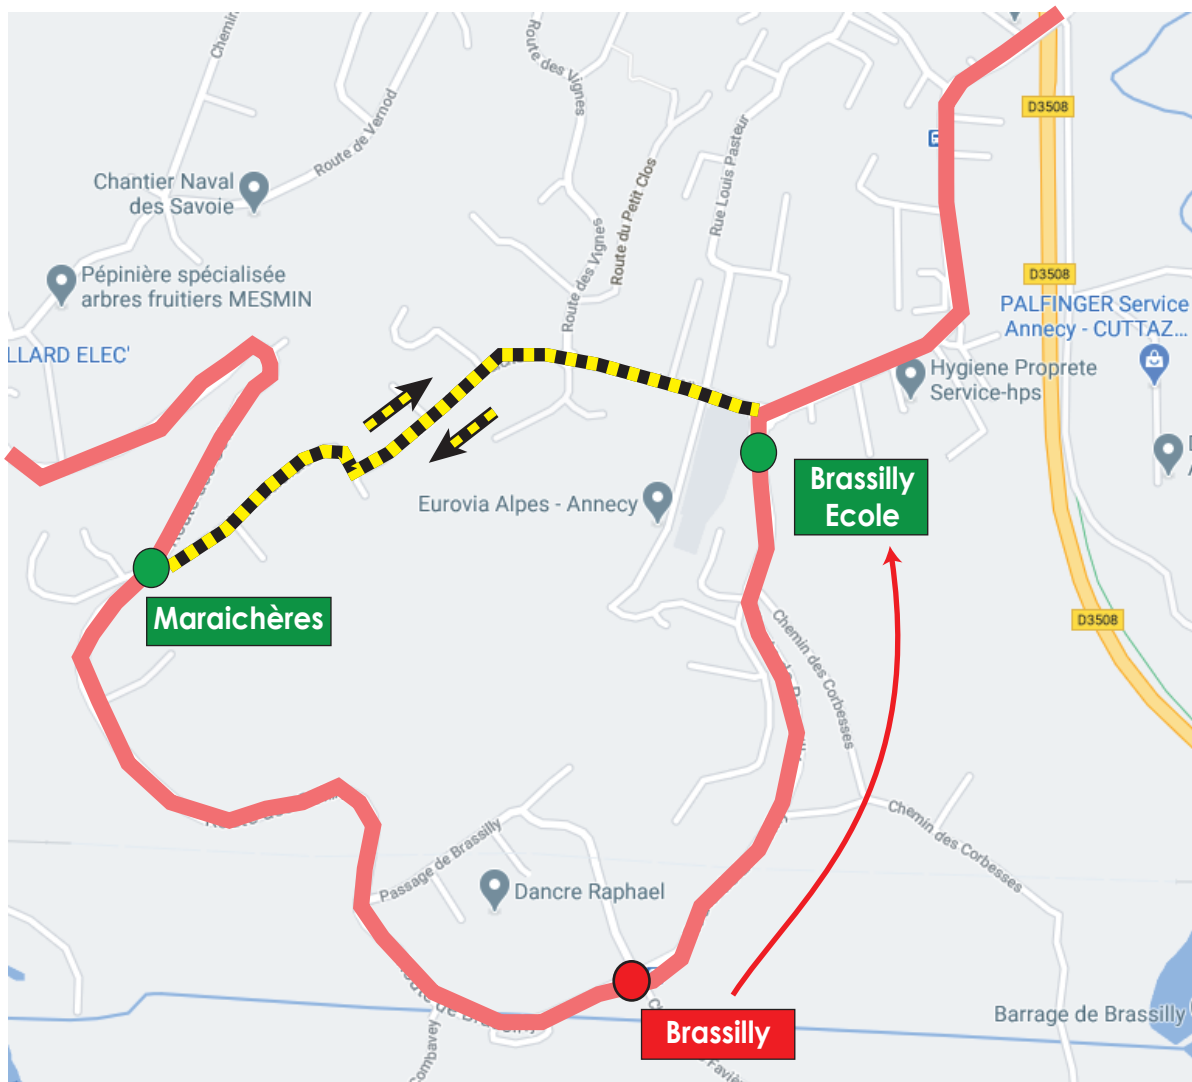 Chemin
Route des Vignes
Route de Vernod
D3508
Rue Louis Pasteur
Route du Petit Clos
Chantier Naval
des Savoie
Route des Vignes
D3508
Pépinière spécialisée
arbres fruitiers MESMIN
PALFINGER Service
Annecy - CUTTAZ...
LLARD ELEC'
Hygiene Proprete
Service-hps
Brassilly
Ecole
Eurovia Alpes - Annecy
Maraichères
D3508
Chemin des Corbesses
Chemin des Corbesses
Passage de Brassilly
Dancre Raphael
Barrage de Brassilly
Brassilly
Combavey